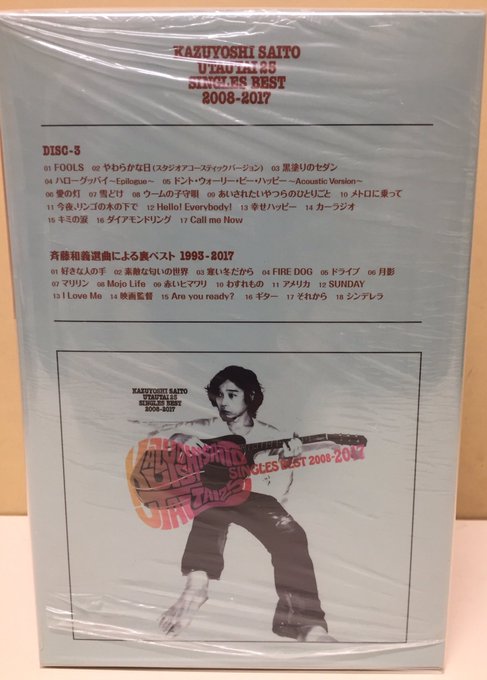 KAZUYOSHI SAITO
UTAUTAI 25
SINGLES BEST
2008-2017
DISC-3
01 FOOLS 02 やわらかな日 (スタジオアコースティックバージョン) 03 黒塗りのセダン
04 ハローグッバイ〜Epilogue〜 05 ドント・ウォーリー・ビー・ハッピー〜Acoustic Version〜
06 愛の灯 07 雪どけ 08 ウームの子守唄 09 あいされたいやつらのひとりごと 10 メトロに乗って
11 今夜、リンゴの木の下で 12 Hello! Everybody! 13 幸せハッピー 14 カーラジオ
15 キミの涙 16 ダイアモンドリング 17 Call me Now
斉藤和義選曲による裏ベスト 1993-2017
01 好きな人の手 02 素敵な匂いの世界 03 寒い冬だから 04 FIRE DOG 05 ドライブ 06 月影
07 マリリン 08 Mojo Life 09 赤いヒマワリ 10 わすれもの 11 アメリカ 12 SUNDAY
13 I Love Me 14 映画監督 15 Are you ready? 16 ギター 17 それから 18 シンデレラ
KAZUYOSHI SAITO
UTAUTAI 25
SINGLES BEST
2008-2017
KAZUYOSHI SAITO
UTAUTAI 25
SINGLES BEST 2008-2017